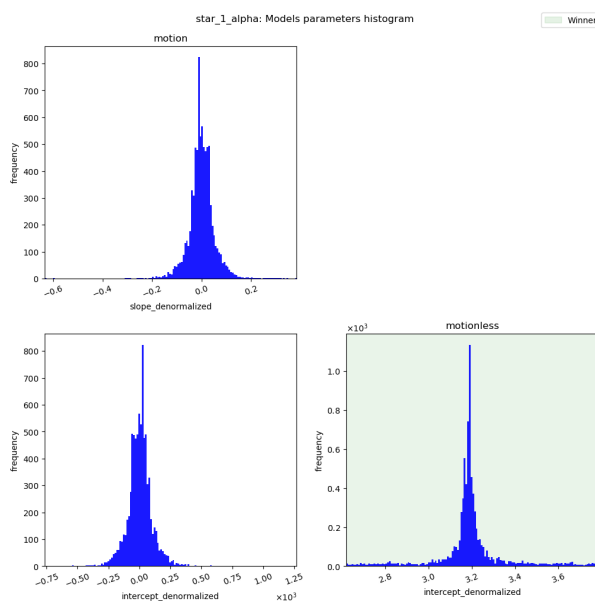 star_1_alpha: Models parameters histogram
Winner
motion
frequency
800
700
600
500
400
300
200
100
0
−0.6 −0.4 −0.2 0.0 0.2
slope_denormalized
frequency
800
700
600
500
400
300
200
100
0
−0.75 −0.50 −0.25 0.00 0.25 0.50 0.75 1.00 1.25
intercept_denormalized
×10³
motionless
×10³
frequency
1.0
0.8
0.6
0.4
0.2
0.0
2.8 3.0 3.2 3.4 3.6
intercept_denormalized